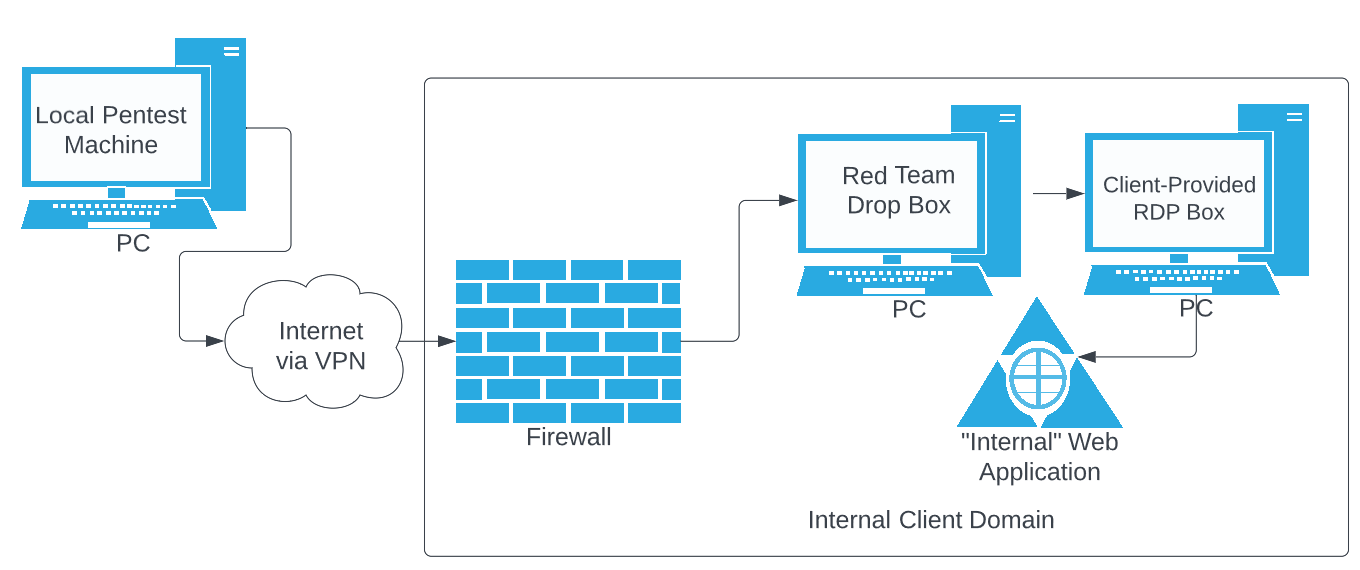 Local Pentest
Machine
PC
Internet
via VPN
Firewall
Red Team
Drop Box
PC
Client-Provided
RDP Box
PC
"Internal" Web
Application
Internal Client Domain